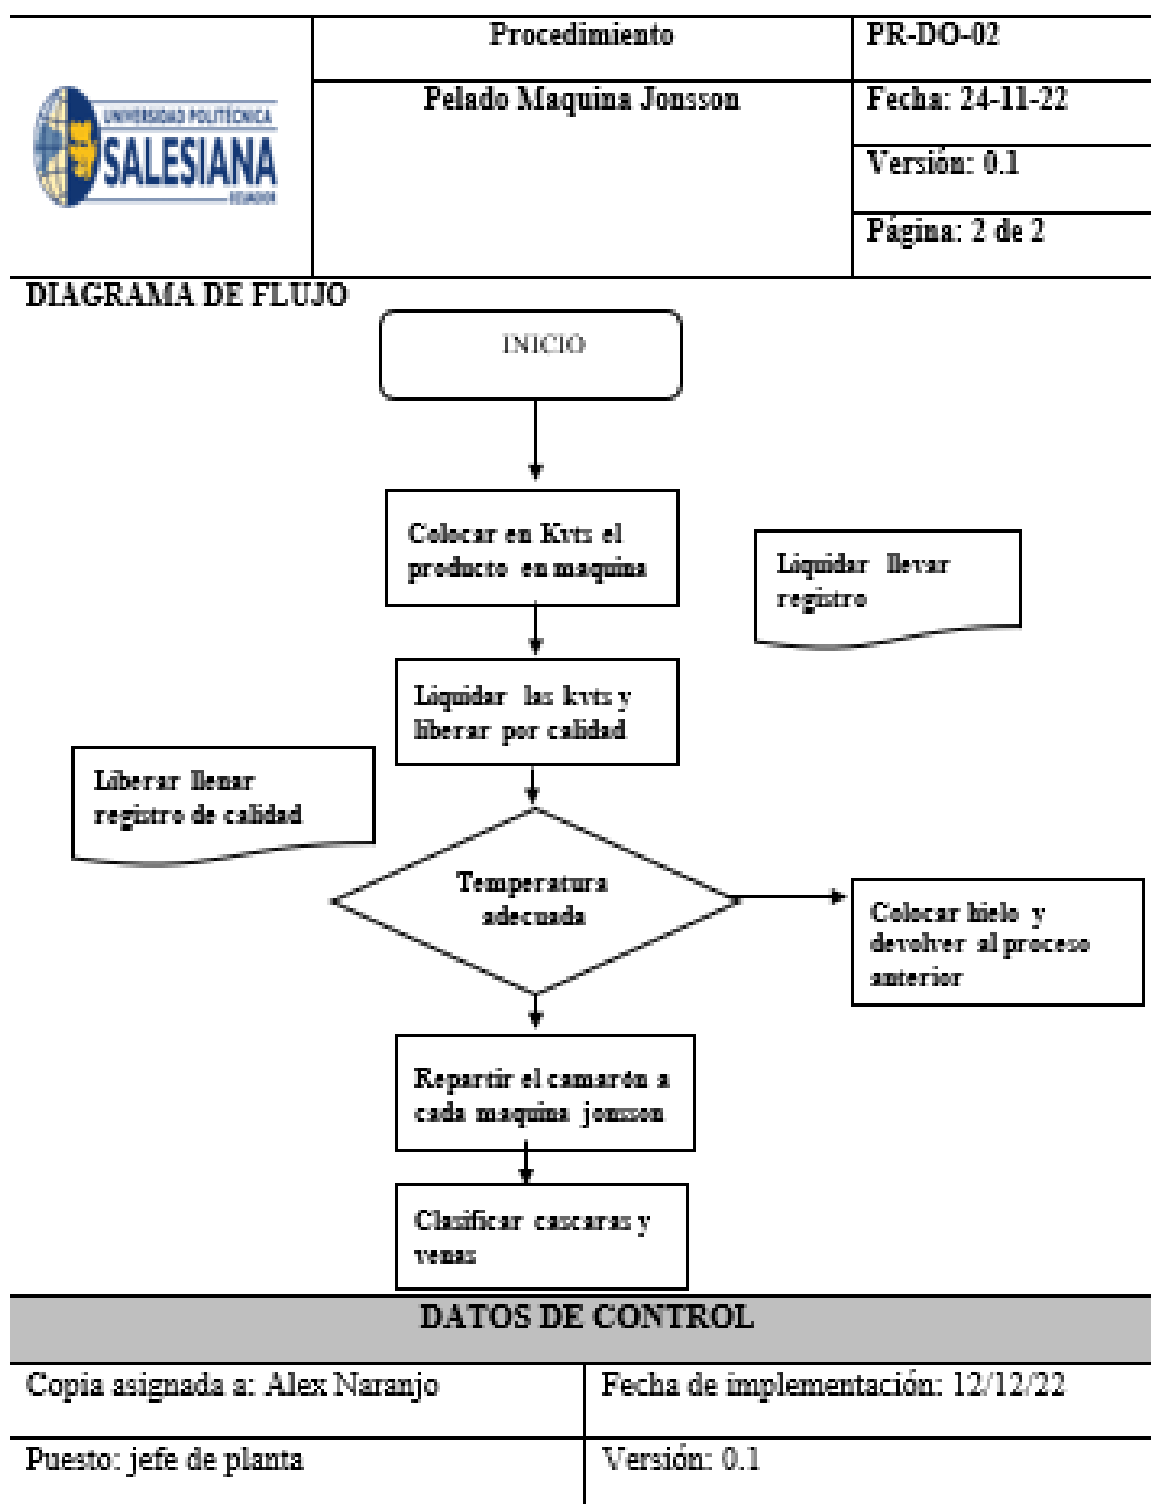 Procedimiento
PR-DO-02
UNIVERSIDAD POLITÉCNICA
SALESIANA
ECUADOR
Pelado Maquina Jonsson
Fecha: 24-11-22
Versión: 0.1
Página: 2 de 2
DIAGRAMA DE FLUJO
INICIO
Colocar en Kvts el
producto en maquina
Liquidar llevar
registro
Liquidar las kvts y
liberar por calidad
Liberar llenar
registro de calidad
Temperatura
adecuada
Colocar hielo y
devolver al proceso
anterior
Repartir el camarón a
cada maquina jonsson
Clasificar cascaras y
venas
DATOS DE CONTROL
Copia asignada a: Alex Naranjo
Fecha de implementación: 12/12/22
Puesto: jefe de planta
Versión: 0.1